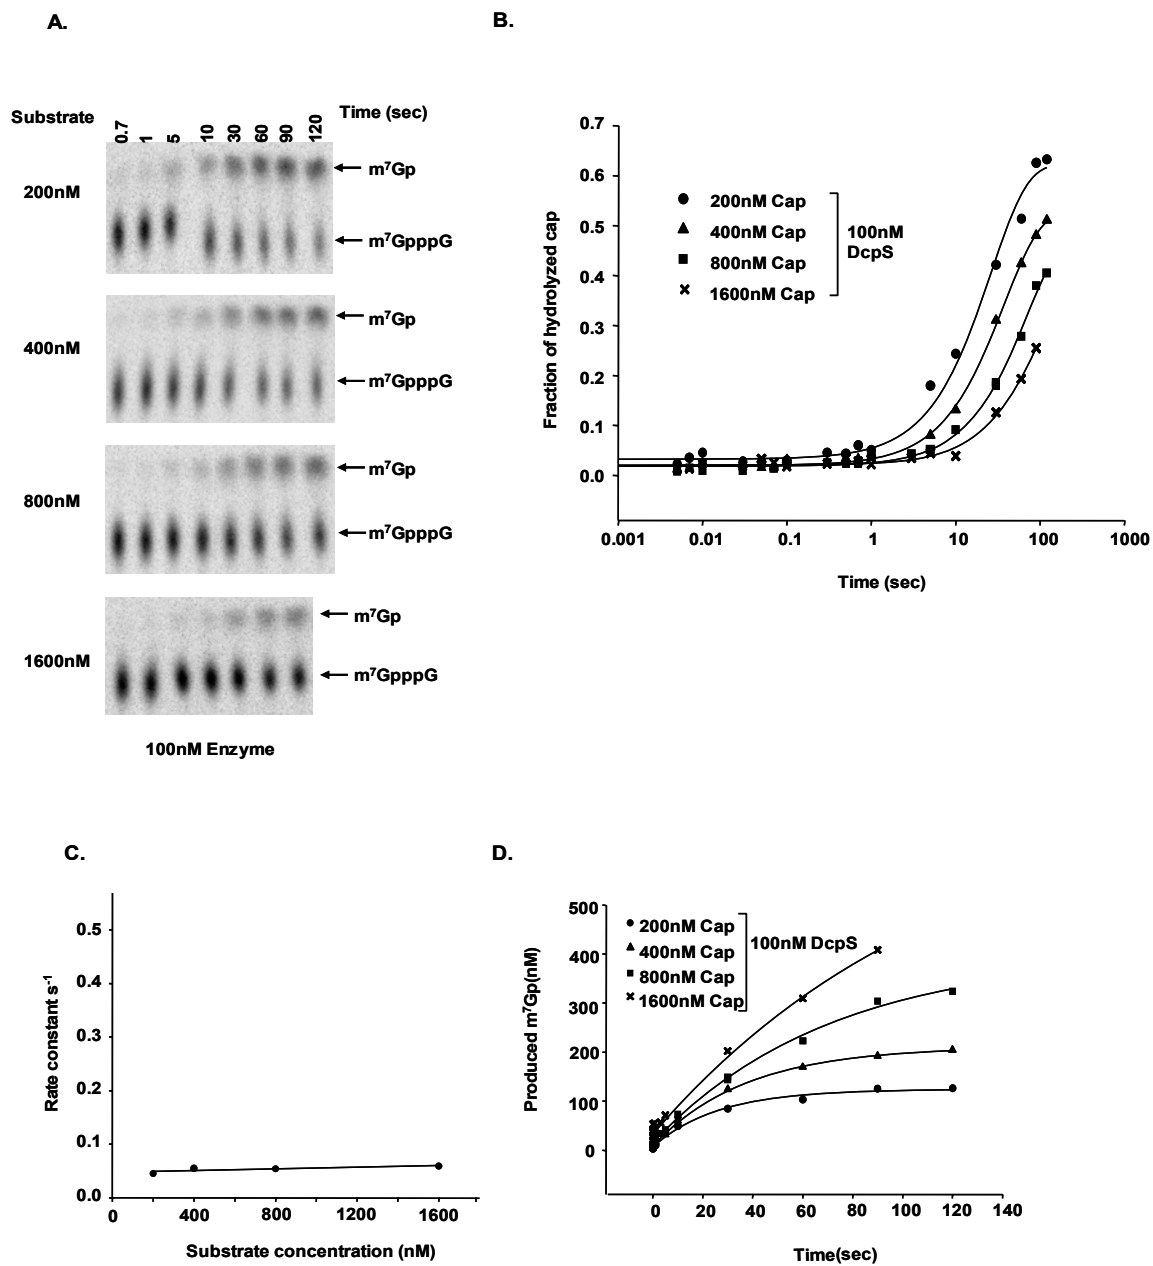 A.
Substrate
0.7 1 5 10 30 60 90 120 Time (sec)
200nM
m⁷Gp
m⁷GpppG
400nM
m⁷Gp
m⁷GpppG
800nM
m⁷Gp
m⁷GpppG
1600nM
m⁷Gp
m⁷GpppG
100nM Enzyme
B.
Fraction of hydrolyzed cap
0.7
0.6
0.5
0.4
0.3
0.2
0.1
0.0
200nM Cap
400nM Cap
800nM Cap
1600nM Cap
100nM
DcpS
0.001 0.01 0.1 1 10 100 1000
Time (sec)
C.
Rate constant s⁻¹
0.5
0.4
0.3
0.2
0.1
0.0
0 400 800 1200 1600
Substrate concentration (nM)
D.
Produced m⁷Gp(nM)
500
400
300
200
100
0
200nM Cap
400nM Cap
800nM Cap
1600nM Cap
100nM DcpS
0 20 40 60 80 100 120 140
Time(sec)